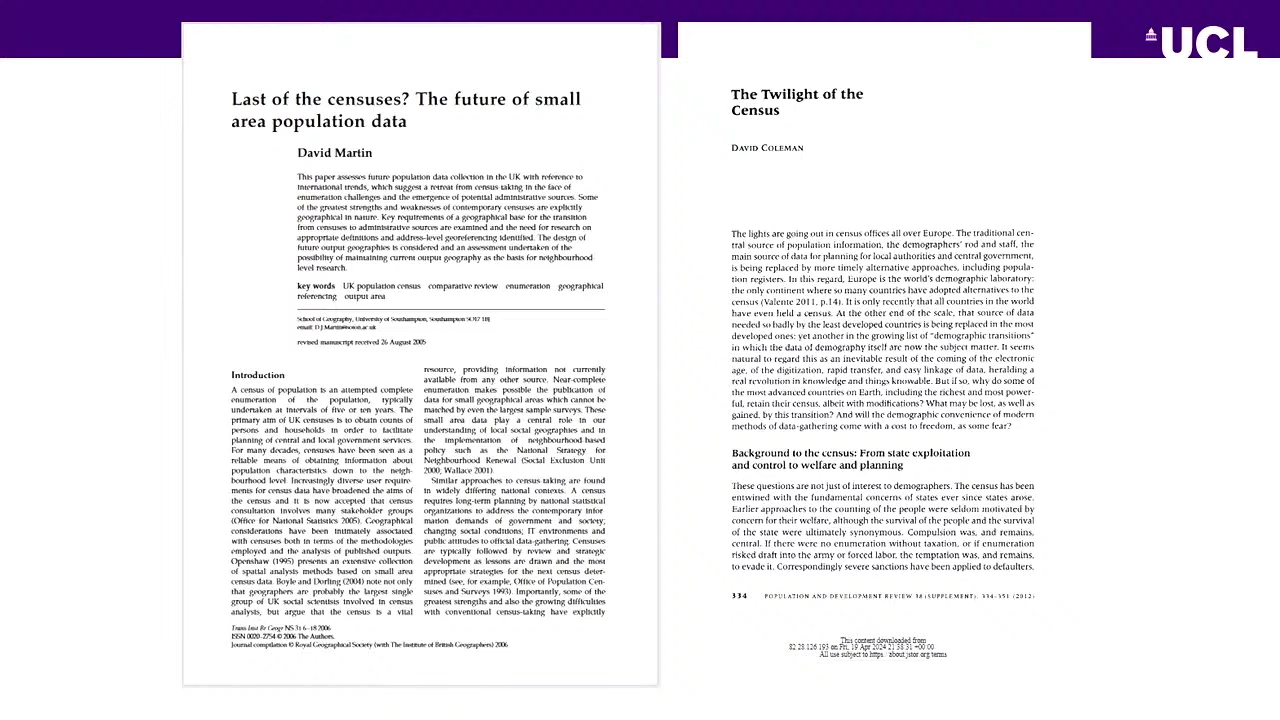 UCL
Last of the censuses? The future of small
area population data
David Martin
This paper assesses future population data collection in the UK with reference to
international trends, which suggest a retreat from census-taking in the face of
enumeration challenges and the emergence of potential administrative sources. Some
of the greatest strengths and weaknesses of contemporary censuses are explicitly
geographical in nature. Key requirements of a geographical base for the transition
from censuses to administrative sources are examined and the need for research on
appropriate definitions and address-level georeferencing identified. The design of
future output geographies is considered and an assessment undertaken of the
possibility of maintaining current output geography as the basis for neighbourhood
level research.
key words UK population census comparative review enumeration geographical
referencing output area
School of Geography, University of Southampton, Southampton SO17 1BJ
email: D.J.Martin@soton.ac.uk
revised manuscript received 26 August 2005
Introduction
A census of population is an attempted complete
enumeration of the population, typically
undertaken at intervals of five or ten years. The
primary aim of UK censuses is to obtain counts of
persons and households in order to facilitate
planning of central and local government services.
For many decades, censuses have been seen as a
reliable means of obtaining information about
population characteristics down to the neigh-
bourhood level. Increasingly diverse user require-
ments for census data have broadened the aims of
the census and it is now accepted that census
consultation involves many stakeholder groups
(Office for National Statistics 2005). Geographical
considerations have been intimately associated
with censuses both in terms of the methodologies
employed and the analysis of published outputs.
Openshaw (1995) presents an extensive collection
of spatial analysis methods based on small area
census data. Boyle and Dorling (2004) note not only
that geographers are probably the largest single
group of UK social scientists involved in census
analysis, but argue that the census is a vital
resource, providing information not currently
available from any other source. Near-complete
enumeration makes possible the publication of
data for small geographical areas which cannot be
matched by even the largest sample surveys. These
small area data play a central role in our
understanding of local social geographies and in
the implementation of neighbourhood-based
policy such as the National Strategy for
Neighbourhood Renewal (Social Exclusion Unit
2000; Wallace 2001).
Similar approaches to census-taking are found
in widely differing national contexts. A census
requires long-term planning by national statistical
organizations to address the contemporary infor-
mation demands of government and society;
changing social conditions; IT environments and
public attitudes to official data-gathering. Censuses
are typically followed by review and strategic
development as lessons are drawn and the most
appropriate strategies for the next census deter-
mined (see, for example, Office of Population Cen-
suses and Surveys 1993). Importantly, some of the
greatest strengths and also the growing difficulties
with conventional census-taking have explicitly
Trans Inst Br Geogr NS 31 6–18 2006
ISSN 0020-2754 © 2006 The Authors.
Journal compilation © Royal Geographical Society (with The Institute of British Geographers) 2006
The Twilight of the
Census
DAVID COLEMAN
The lights are going out in census offices all over Europe. The traditional cen-
tral source of population information, the demographers' rod and staff, the
main source of data for planning for local authorities and central government,
is being replaced by more timely alternative approaches, including popula-
tion registers. In this regard, Europe is the world's demographic laboratory:
the only continent where so many countries have adopted alternatives to the
census (Valente 2011, p.14). It is only recently that all countries in the world
have even held a census. At the other end of the scale, that source of data
needed so badly by the least developed countries is being replaced in the most
developed ones: yet another in the growing list of "demographic transitions"
in which the data of demography itself are now the subject matter. It seems
natural to regard this as an inevitable result of the coming of the electronic
age, of the digitization, rapid transfer, and easy linkage of data, heralding a
real revolution in knowledge and things knowable. But if so, why do some of
the most advanced countries on Earth, including the richest and most power-
ful, retain their census, albeit with modifications? What may be lost, as well as
gained, by this transition? And will the demographic convenience of modern
methods of data-gathering come with a cost to freedom, as some fear?
Background to the census: From state exploitation
and control to welfare and planning
These questions are not just of interest to demographers. The census has been
entwined with the fundamental concerns of states ever since states arose.
Earlier approaches to the counting of the people were seldom motivated by
concern for their welfare, although the survival of the people and the survival
of the state were ultimately synonymous. Compulsion was, and remains,
central. If there were no enumeration without taxation, or if enumeration
risked draft into the army or forced labor, the temptation was, and remains,
to evade it. Correspondingly severe sanctions have been applied to defaulters.
334 POPULATION AND DEVELOPMENT REVIEW 38 (SUPPLEMENT): 334–351 (2012)
This content downloaded from
82.28.126.193 on Fri, 19 Apr 2024 21:38:31 +00:00
All use subject to https://about.jstor.org/terms